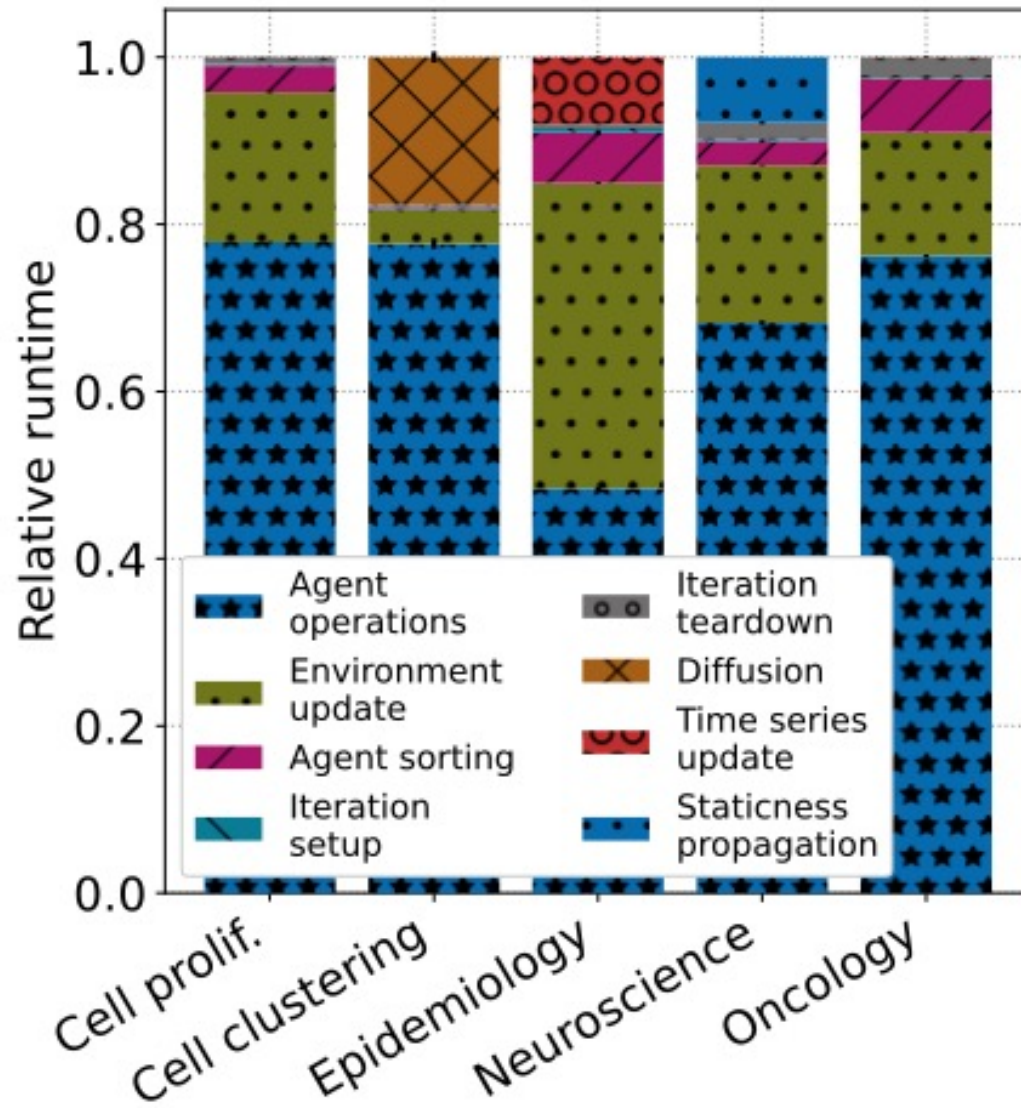 Relative runtime
1.0
0.8
0.6
0.4
0.2
0.0
Agent
operations
Environment
update
Agent sorting
Iteration
setup
Iteration
teardown
Diffusion
Time series
update
Staticness
propagation
Cell prolif.
Cell clustering
Epidemiology
Neuroscience
Oncology